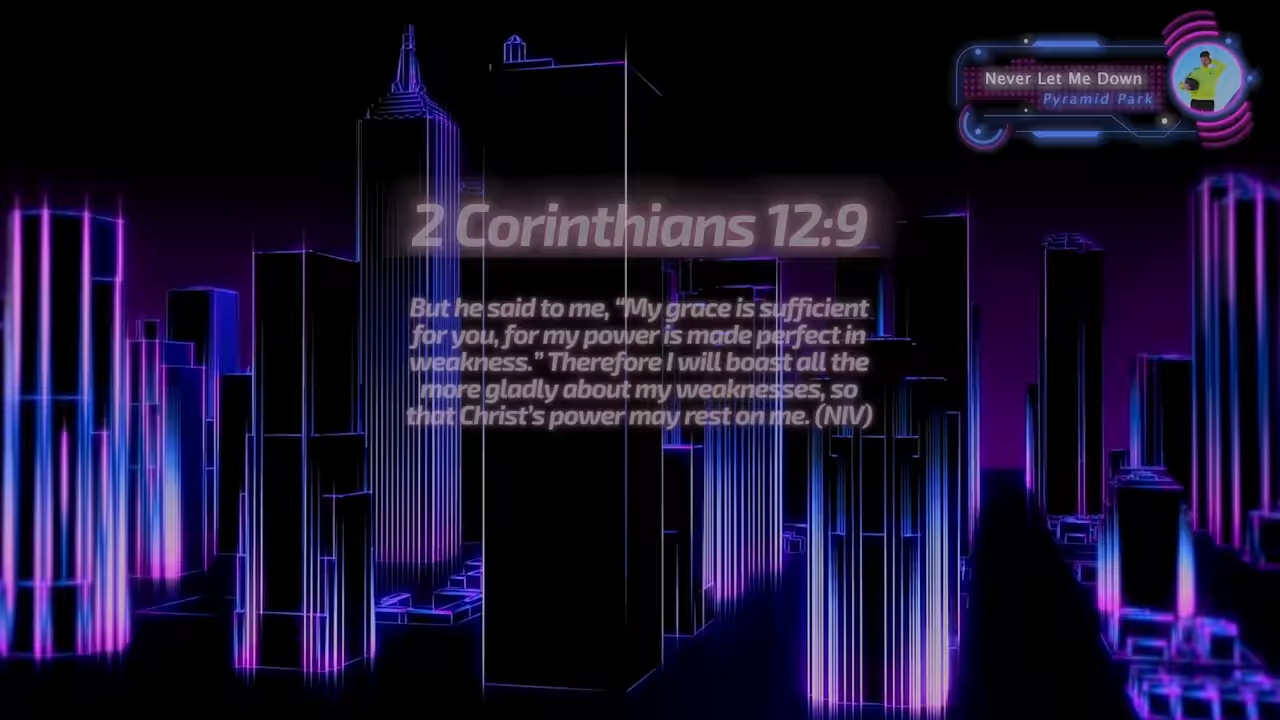 Never Let Me Down
Pyramid Park
2 Corinthians 12:9
But he said to me, “My grace is sufficient
for you, for my power is made perfect in
weakness.” Therefore I will boast all the
more gladly about my weaknesses, so
that Christ’s power may rest on me. (NIV)